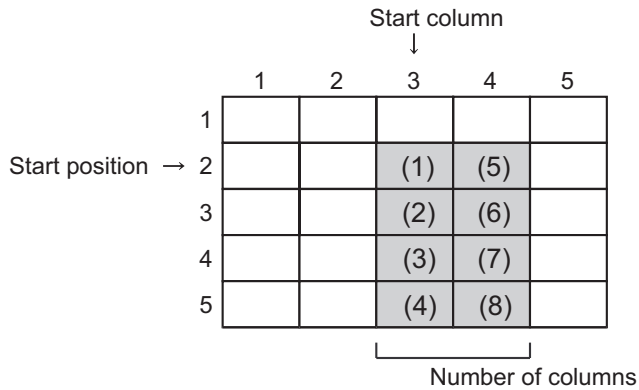 Start column
↓
1 2 3 4 5
1
Start position → 2 (1) (5)
3 (2) (6)
4 (3) (7)
5 (4) (8)
Number of columns